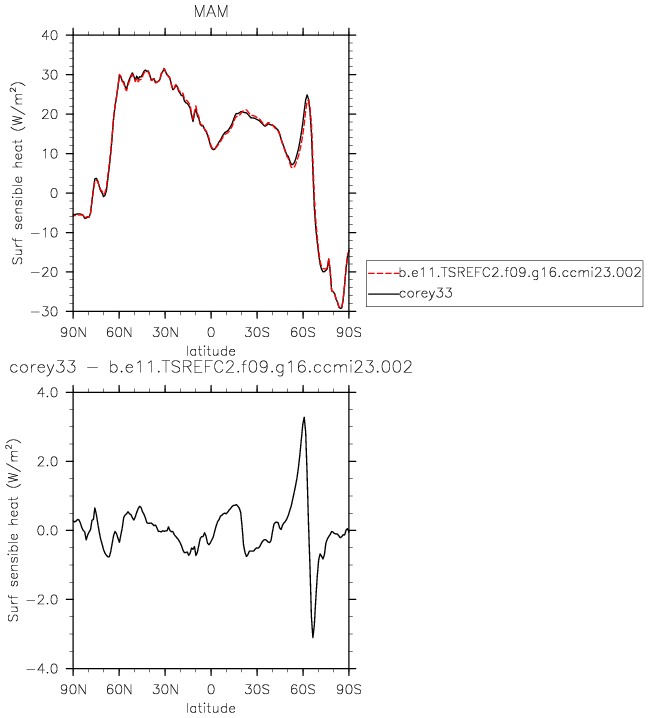 MAM
40
30
20
10
0
−10
−20
−30
Surf sensible heat (W/m²)
90N 60N 30N 0 30S 60S 90S
latitude
b.e11.TSREFC2.f09.g16.ccmi23.002
corey33
corey33 − b.e11.TSREFC2.f09.g16.ccmi23.002
4.0
2.0
0.0
−2.0
−4.0
Surf sensible heat (W/m²)
90N 60N 30N 0 30S 60S 90S
latitude